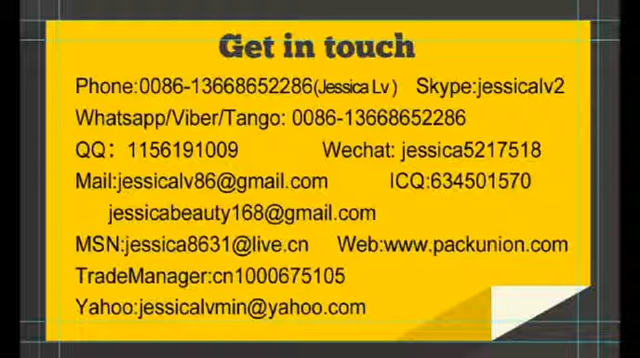 Get in touch
Phone:0086-13668652286(Jessica Lv ) Skype:jessicalv2
Whatsapp/Viber/Tango: 0086-13668652286
QQ：1156191009 Wechat: jessica5217518
Mail:jessicalv86@gmail.com ICQ:634501570
jessicabeauty168@gmail.com
MSN:jessica8631@live.cn Web:www.packunion.com
TradeManager:cn1000675105
Yahoo:jessicalvmin@yahoo.com